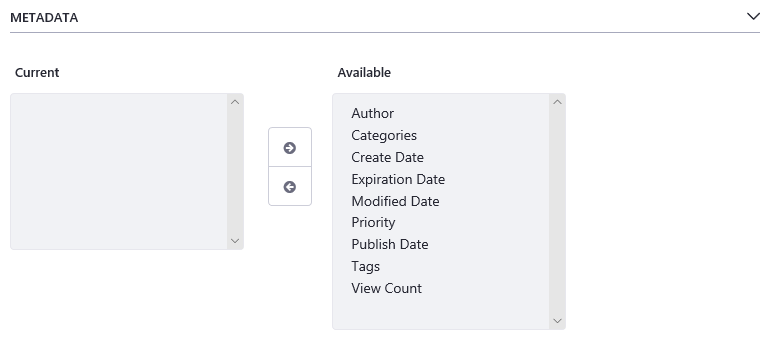 METADATA
Current
Available
Author
Categories
Create Date
Expiration Date
Modified Date
Priority
Publish Date
Tags
View Count